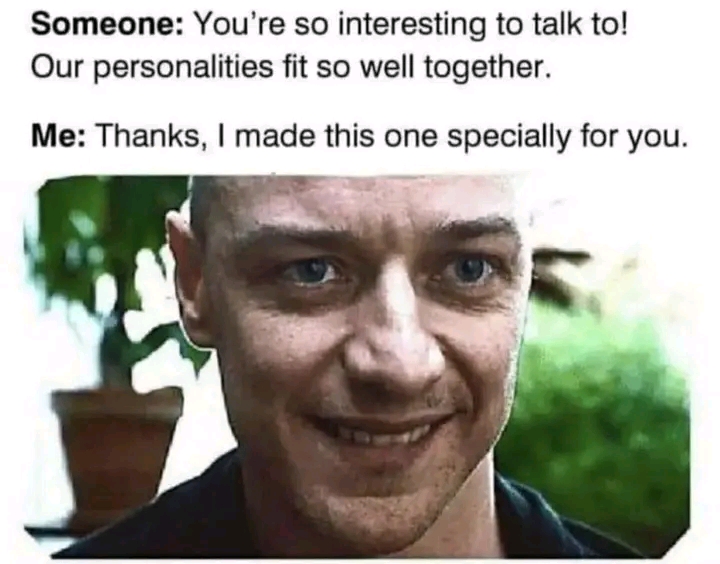 Someone: You're so interesting to talk to!
Our personalities fit so well together.
Me: Thanks, I made this one specially for you.